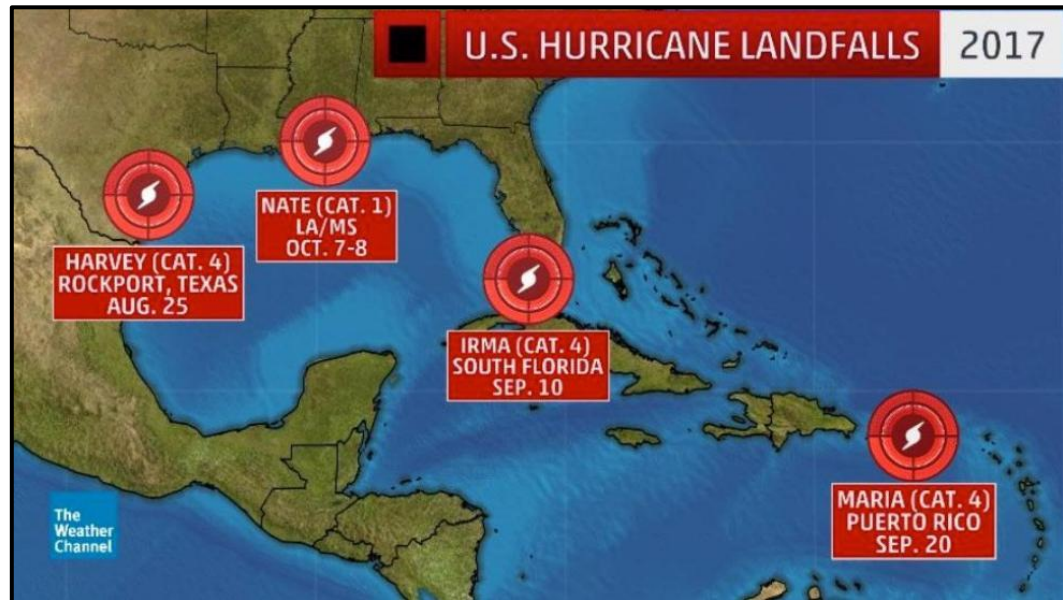 U.S. HURRICANE LANDFALLS 2017
NATE (CAT. 1)
LA/MS
OCT. 7-8
HARVEY (CAT. 4)
ROCKPORT, TEXAS
AUG. 25
IRMA (CAT. 4)
SOUTH FLORIDA
SEP. 10
MARIA (CAT. 4)
PUERTO RICO
SEP. 20
The
Weather
Channel